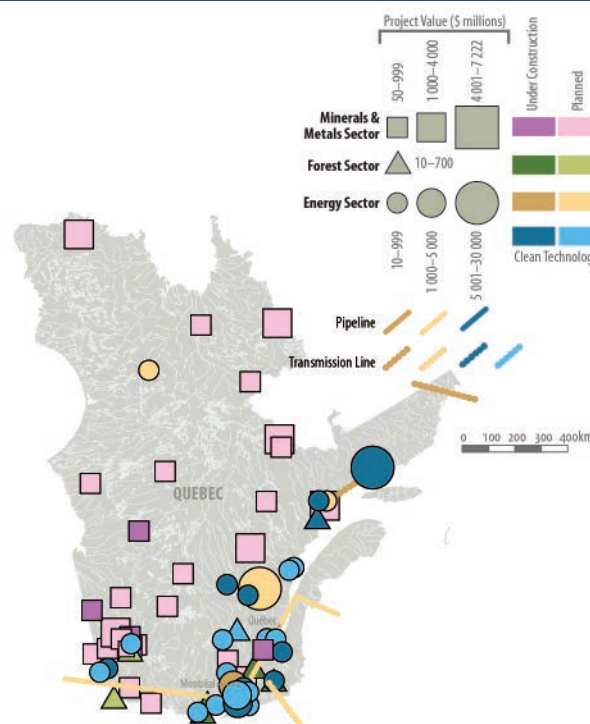 Project Value ($ millions)
50–999
1 000–4 000
4 001–7 222
Under Construction
Planned
Minerals &
Metals Sector
Forest Sector
10–700
Energy Sector
10–999
1 000–5 000
5 001–30 000
Clean Technolog
Pipeline
Transmission Line
0 100 200 300 400km
QUEBEC
Québec
Montréal